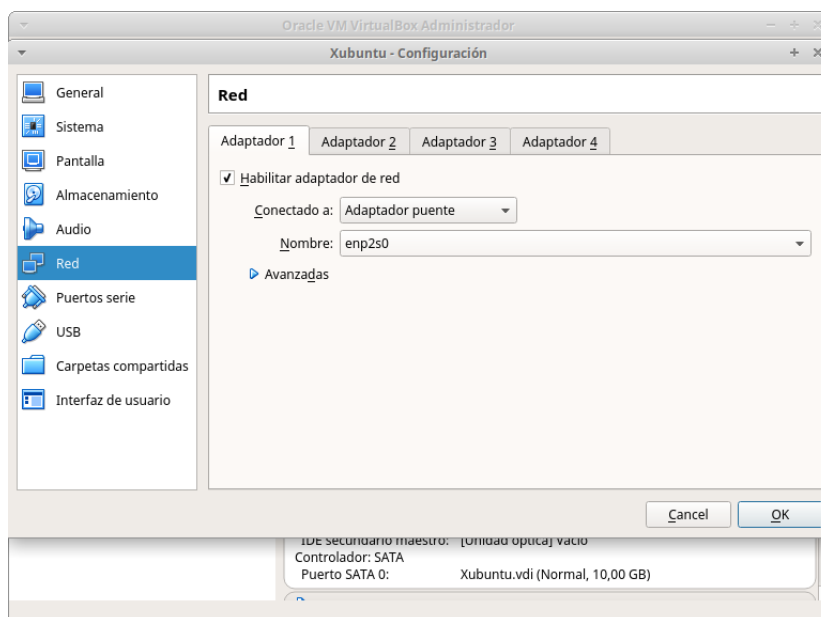 Oracle VM VirtualBox Administrador
Xubuntu - Configuración
General
Sistema
Pantalla
Almacenamiento
Audio
Red
Puertos serie
USB
Carpetas compartidas
Interfaz de usuario
Red
Adaptador 1 Adaptador 2 Adaptador 3 Adaptador 4
Habilitar adaptador de red
Conectado a: Adaptador puente
Nombre: enp2s0
Avanzadas
Cancel OK
IDE secundario maestro: [Unidad óptica] Vacío
Controlador: SATA
Puerto SATA 0: Xubuntu.vdi (Normal, 10,00 GB)